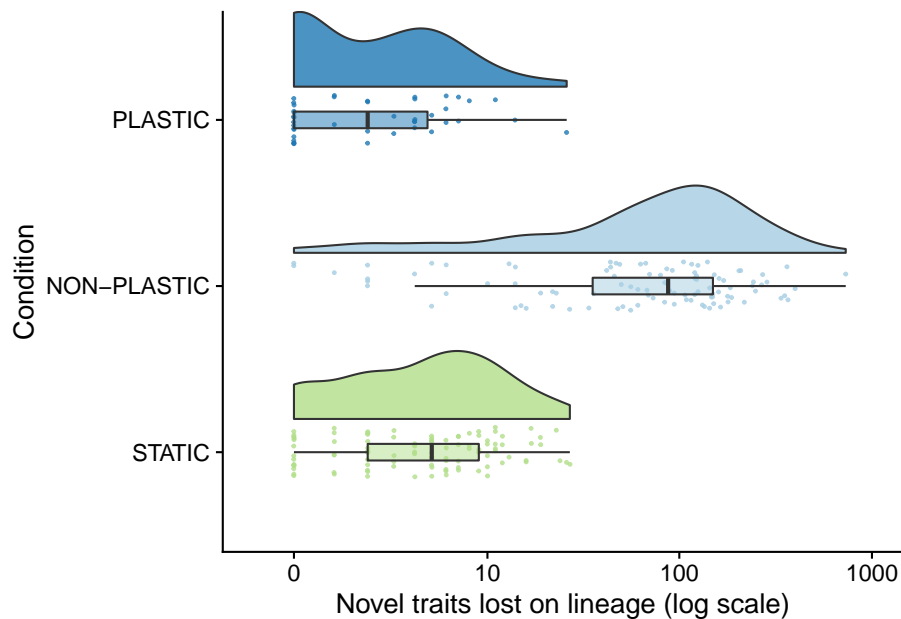 PLASTIC
NON−PLASTIC
STATIC
Condition
0
10
100
1000
Novel traits lost on lineage (log scale)